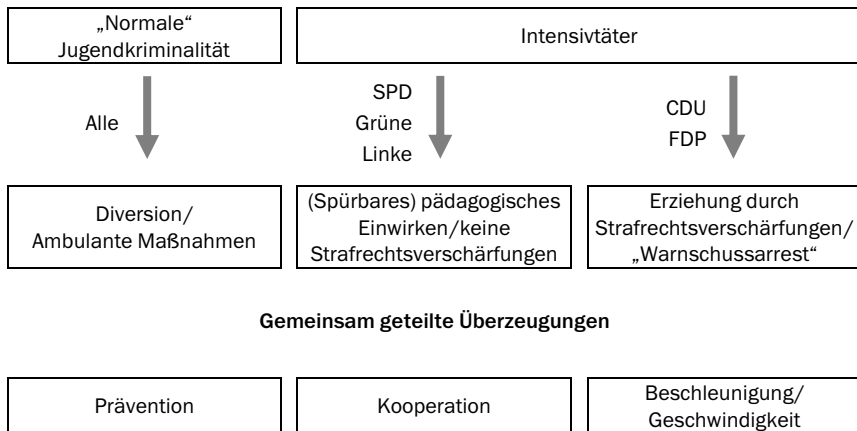 „Normale“
Jugendkriminalität
Intensivtäter
Alle
SPD
Grüne
Linke
CDU
FDP
Diversion/
Ambulante Maßnahmen
(Spürbares) pädagogisches
Einwirken/keine
Strafrechtsverschärfungen
Erziehung durch
Strafrechtsverschärfungen/
„Warnschussarrest“
Gemeinsam geteilte Überzeugungen
Prävention
Kooperation
Beschleunigung/
Geschwindigkeit